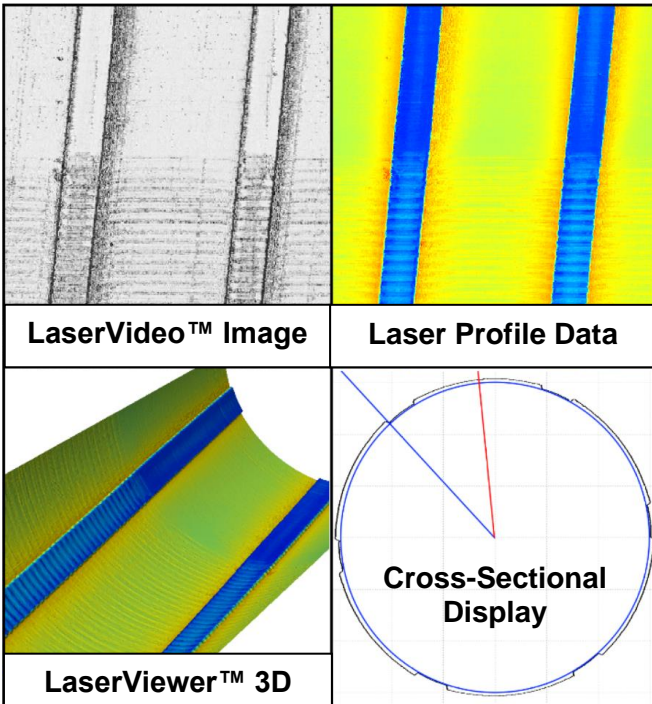 LaserVideo™ Image
Laser Profile Data
Cross-Sectional
Display
LaserViewer™ 3D